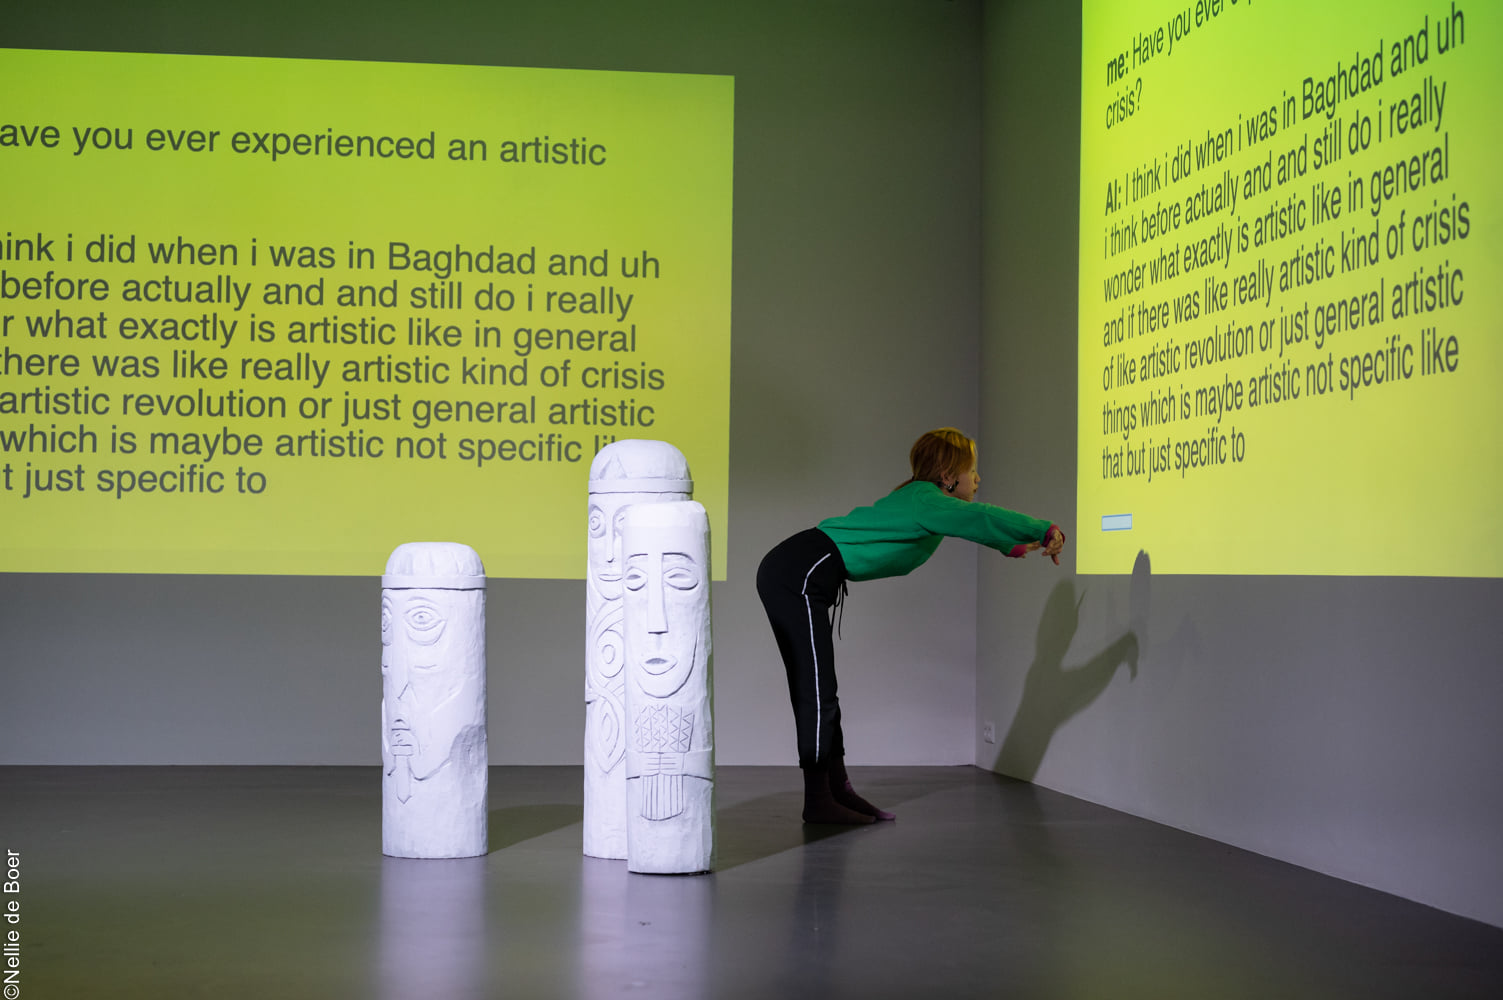 ave you ever experienced an artistic
hink i did when i was in Baghdad and uh
before actually and and still do i really
r what exactly is artistic like in general
there was like really artistic kind of crisis
artistic revolution or just general artistic
which is maybe artistic not specific
t just specific to
me: Have you ever
crisis?
AI: I think i did when i was in Baghdad and uh
i think before actually and and still do i really
wonder what exactly is artistic like in general
and if there was like really artistic kind of crisis
of like artistic revolution or just general artistic
things which is maybe artistic not specific like
that but just specific to
©Nellie de Boer